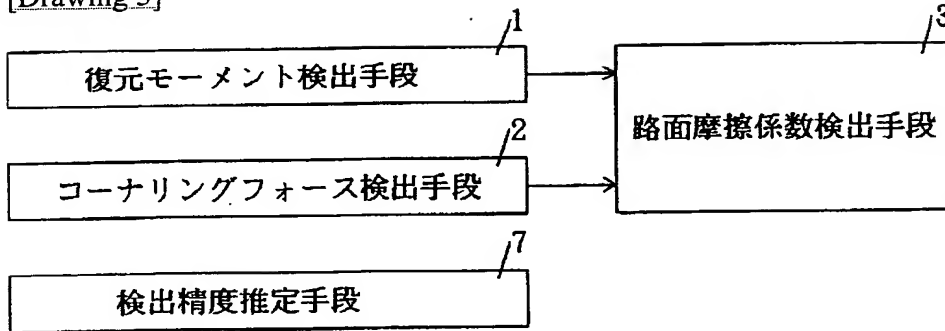 [Drawing 3]
1
復元モーメント検出手段
3
路面摩擦係数検出手段
2
コーナリングフォース検出手段
7
検出精度推定手段